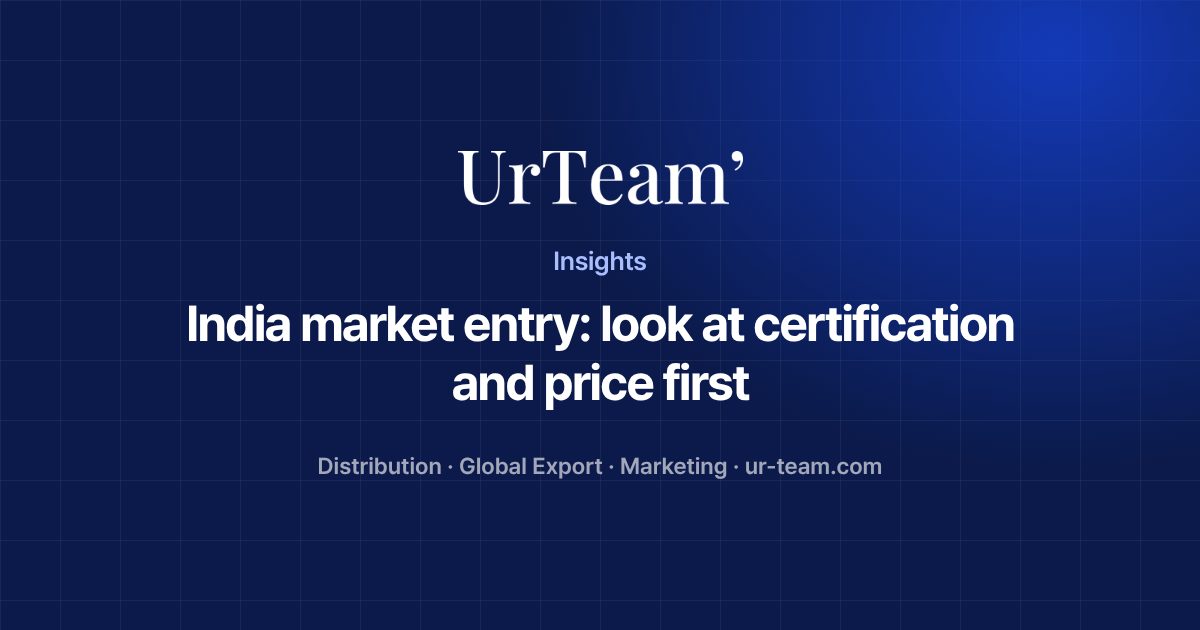 UrTeam’
Insights
India market entry: look at certification
and price first
Distribution · Global Export · Marketing · ur-team.com